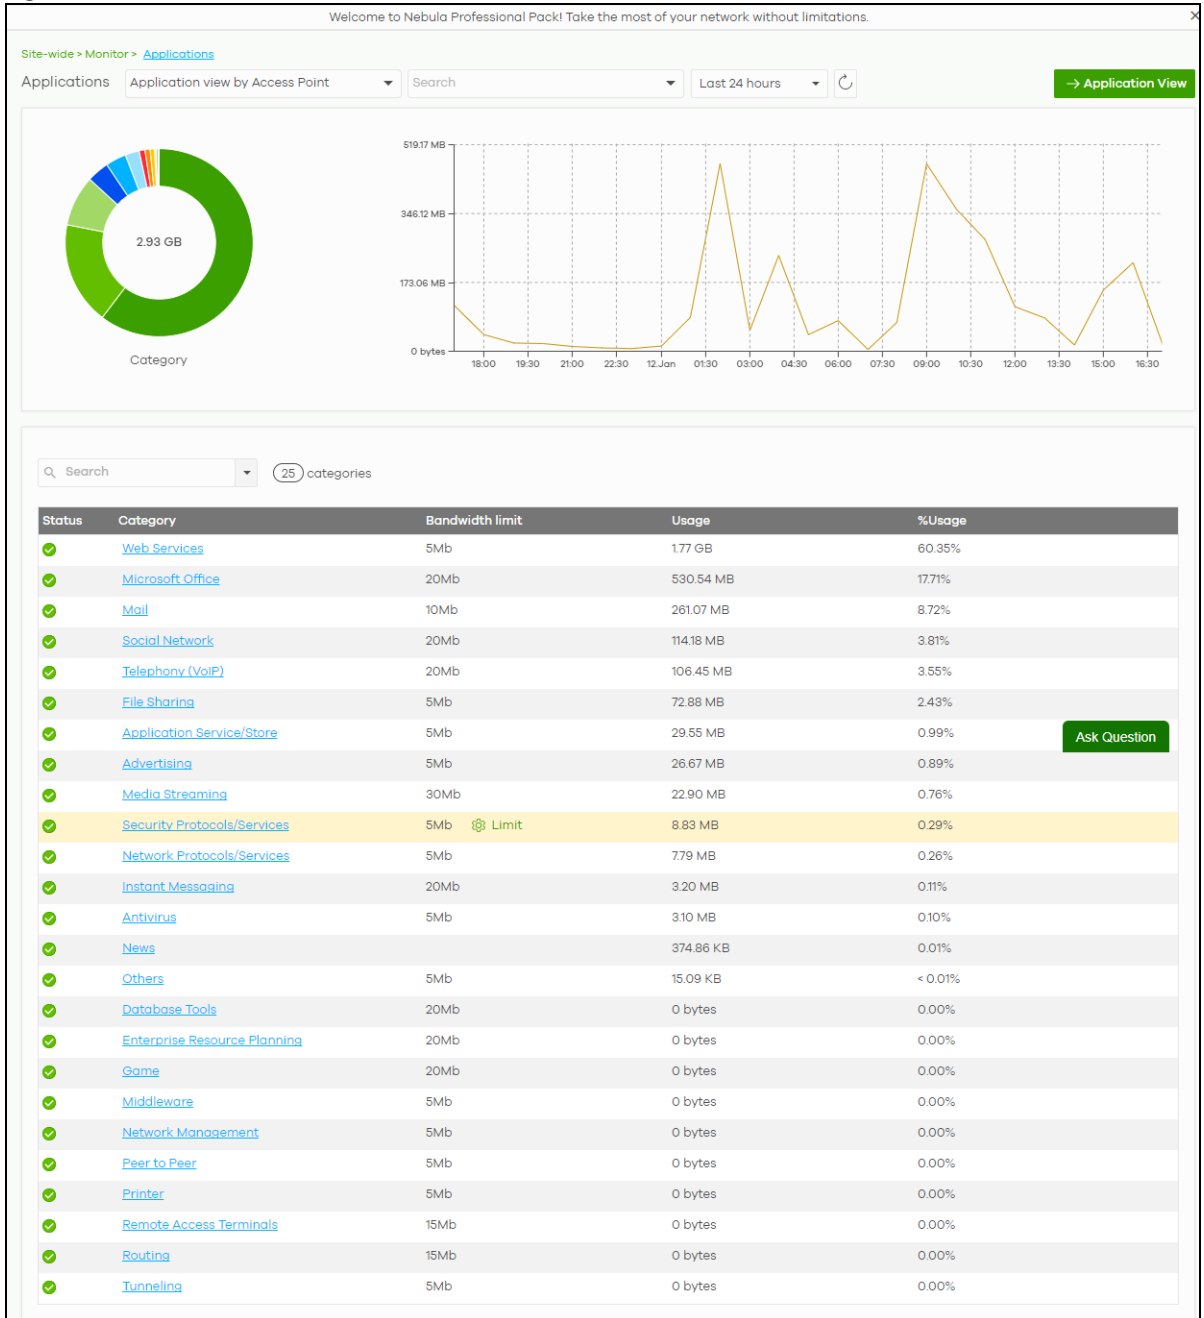 Welcome to Nebula Professional Pack! Take the most of your network without limitations.
Site-wide > Monitor > Applications
Applications Application view by Access Point Search Last 24 hours → Application View
519.17 MB
346.12 MB
173.06 MB
0 bytes
2.93 GB
Category
18:00 19:30 21:00 22:30 12.Jan 01:30 03:00 04:30 06:00 07:30 09:00 10:30 12:00 13:30 15:00 16:30
Search 25 categories
Status Category Bandwidth limit Usage %Usage
Web Services 5Mb 1.77 GB 60.35%
Microsoft Office 20Mb 530.54 MB 17.71%
Mail 10Mb 261.07 MB 8.72%
Social Network 20Mb 114.18 MB 3.81%
Telephony (VoIP) 20Mb 106.45 MB 3.55%
File Sharing 5Mb 72.88 MB 2.43%
Application Service/Store 5Mb 29.55 MB 0.99%
Ask Question
Advertising 5Mb 26.67 MB 0.89%
Media Streaming 30Mb 22.90 MB 0.76%
Security Protocols/Services 5Mb Limit 8.83 MB 0.29%
Network Protocols/Services 5Mb 7.79 MB 0.26%
Instant Messaging 20Mb 3.20 MB 0.11%
Antivirus 5Mb 3.10 MB 0.10%
News 374.86 KB 0.01%
Others 5Mb 15.09 KB < 0.01%
Database Tools 20Mb 0 bytes 0.00%
Enterprise Resource Planning 20Mb 0 bytes 0.00%
Game 20Mb 0 bytes 0.00%
Middleware 5Mb 0 bytes 0.00%
Network Management 5Mb 0 bytes 0.00%
Peer to Peer 5Mb 0 bytes 0.00%
Printer 5Mb 0 bytes 0.00%
Remote Access Terminals 15Mb 0 bytes 0.00%
Routing 15Mb 0 bytes 0.00%
Tunneling 5Mb 0 bytes 0.00%